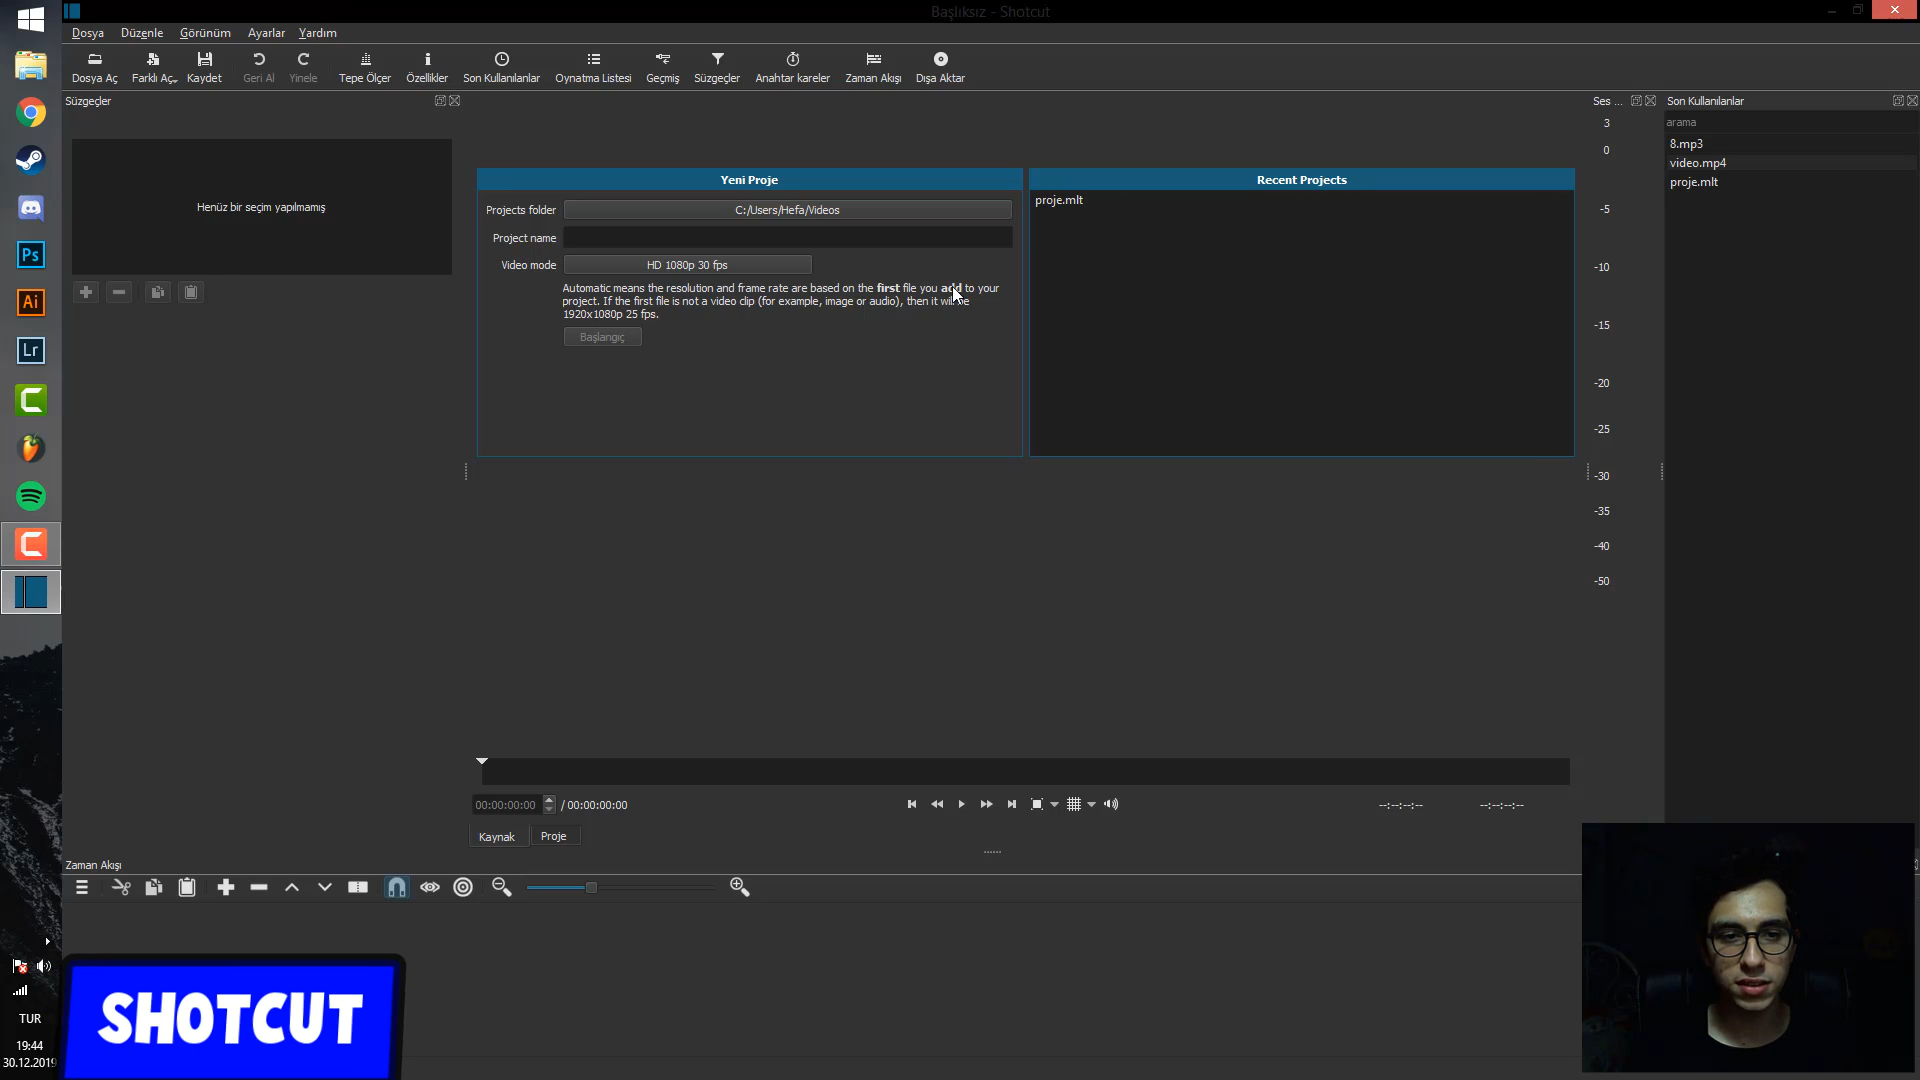 Başlıksız - Shotcut
Dosya Düzenle Görünüm Ayarlar Yardım
Dosya Aç Farklı Aç.. Kaydet Geri Al Yinele Tepe Ölçer Özellikler Son Kullanılanlar Oynatma Listesi Geçmiş Süzgeçler Anahtar kareler Zaman Akışı Dışa Aktar
Süzgeçler
Henüz bir seçim yapılmamış
Yeni Proje
Projects folder C:/Users/Hefa/Videos
Project name
Video mode HD 1080p 30 fps
Automatic means the resolution and frame rate are based on the first file you add to your
project. If the first file is not a video clip (for example, image or audio), then it will be
1920x1080p 25 fps.
Başlangıç
Recent Projects
proje.mlt
Ses ...
3
0
-5
-10
-15
-20
-25
-30
-35
-40
-50
Son Kullanılanlar
arama
8.mp3
video.mp4
proje.mlt
00:00:00:00 / 00:00:00:00
--:--:--:-- --:--:--:--
Kaynak Proje
Zaman Akışı
Ps
Ai
Lr
TUR
19:44
30.12.2019
SHOTCUT